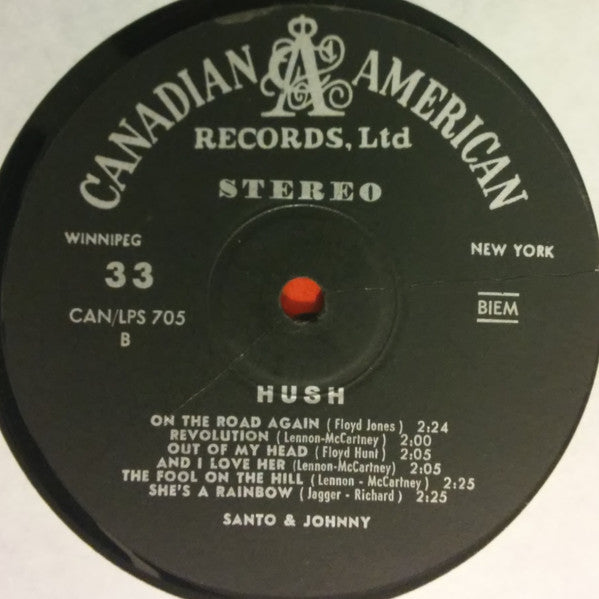 CANADIAN AMERICAN
RECORDS, Ltd
STEREO
WINNIPEG
NEW YORK
33
CAN/LPS 705
BIEM
B
HUSH
ON THE ROAD AGAIN (Floyd Jones) 2:24
REVOLUTION (Lennon-McCartney) 2:00
OUT OF MY HEAD (Floyd Hunt) 2:05
AND I LOVE HER (Lennon-McCartney) 2:05
THE FOOL ON THE HILL (Lennon - McCartney) 2:25
SHE'S A RAINBOW (Jagger - Richard) 2:25
SANTO & JOHNNY